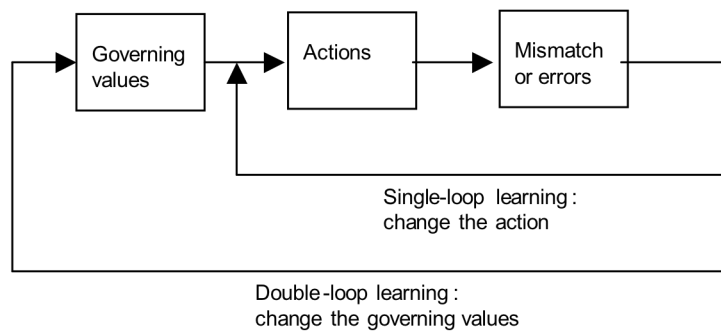 Governing
values
Actions
Mismatch
or errors
Single-loop learning :
change the action
Double-loop learning :
change the governing values